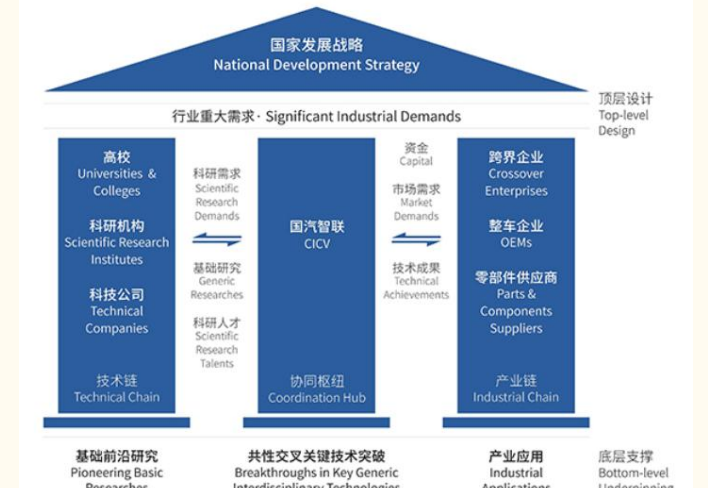 国家发展战略
National Development Strategy
行业重大需求 · Significant Industrial Demands
顶层设计
Top-level
Design
高校
Universities &
Colleges
科研机构
Scientific Research
Institutes
科技公司
Technical
Companies
技术链
Technical Chain
科研需求
Scientific
Research
Demands
基础研究
Generic
Researches
科研人才
Scientific
Research
Talents
国汽智联
CICV
协同枢纽
Coordination Hub
资金
Capital
市场需求
Market
Demands
技术成果
Technical
Achievements
跨界企业
Crossover
Enterprises
整车企业
OEMs
零部件供应商
Parts &
Components
Suppliers
产业链
Industrial Chain
基础前沿研究
Pioneering Basic
Researches
共性交叉关键技术突破
Breakthroughs in Key Generic
Interdisciplinary Technologies
产业应用
Industrial
Applications
底层支撑
Bottom-level
Underpinning